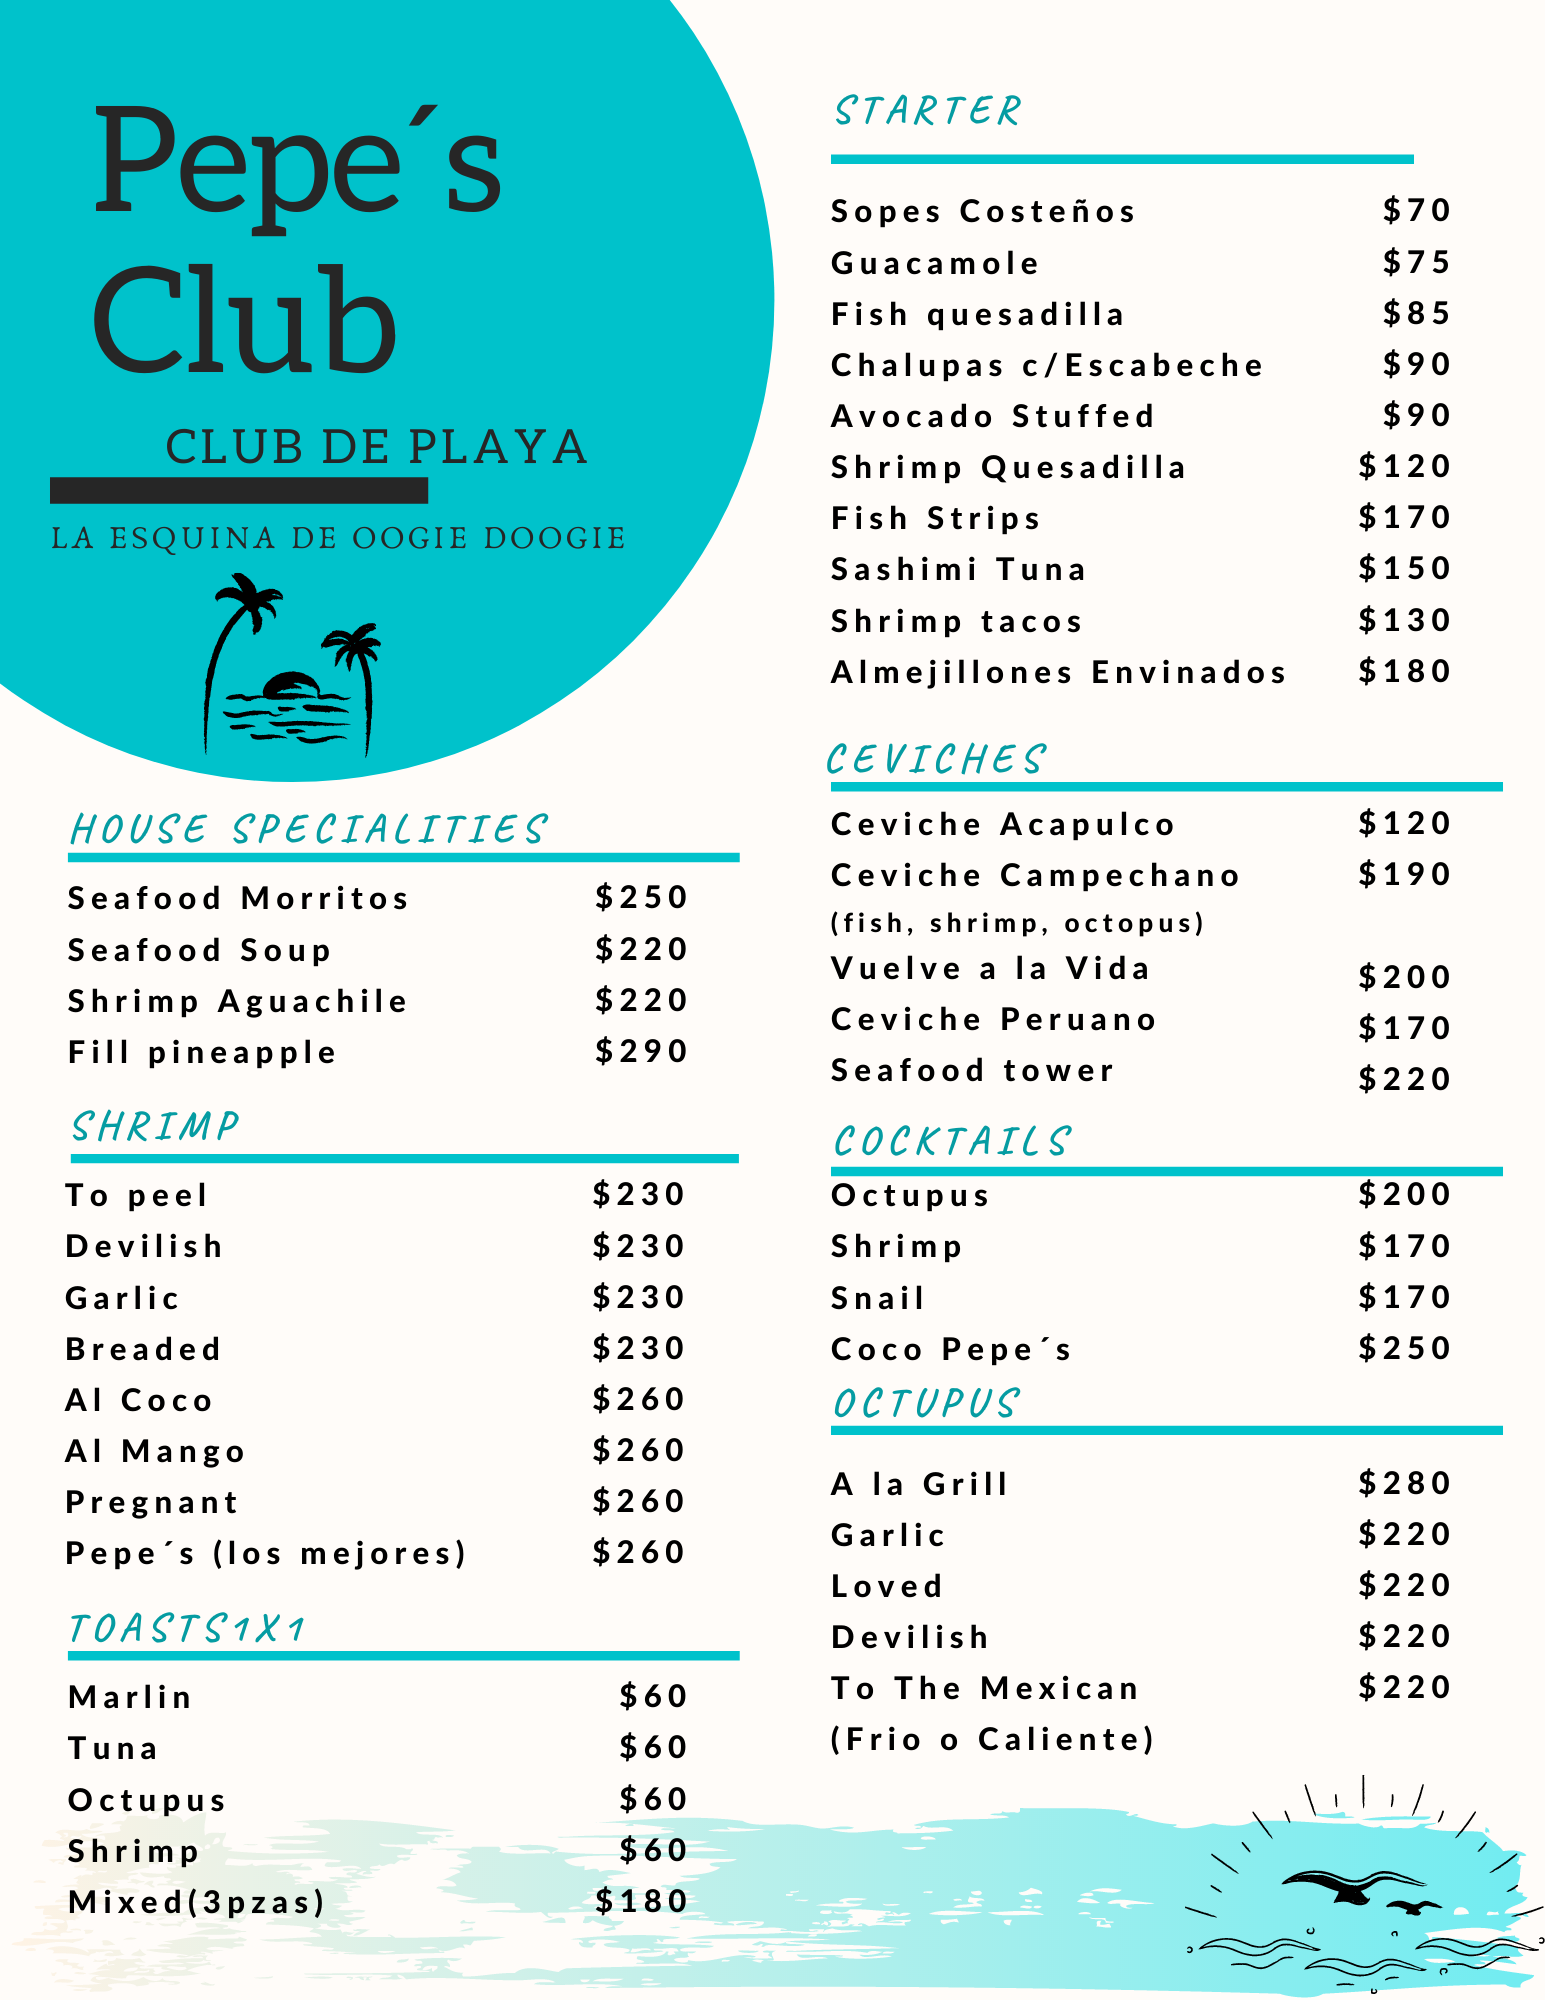 Pepe´s
Club
CLUB DE PLAYA
LA ESQUINA DE OOGIE DOOGIE
HOUSE SPECIALITIES
Seafood Morritos $250
Seafood Soup $220
Shrimp Aguachile $220
Fill pineapple $290
SHRIMP
To peel $230
Devilish $230
Garlic $230
Breaded $230
Al Coco $260
Al Mango $260
Pregnant $260
Pepe´s (los mejores) $260
TOASTS1X1
Marlin $60
Tuna $60
Octupus $60
Shrimp $60
Mixed(3pzas) $180
STARTER
Sopes Costeños $70
Guacamole $75
Fish quesadilla $85
Chalupas c/Escabeche $90
Avocado Stuffed $90
Shrimp Quesadilla $120
Fish Strips $170
Sashimi Tuna $150
Shrimp tacos $130
Almejillones Envinados $180
CEVICHES
Ceviche Acapulco $120
Ceviche Campechano $190
(fish, shrimp, octopus)
Vuelve a la Vida $200
Ceviche Peruano $170
Seafood tower $220
COCKTAILS
Octupus $200
Shrimp $170
Snail $170
Coco Pepe´s $250
OCTUPUS
A la Grill $280
Garlic $220
Loved $220
Devilish $220
To The Mexican $220
(Frio o Caliente)